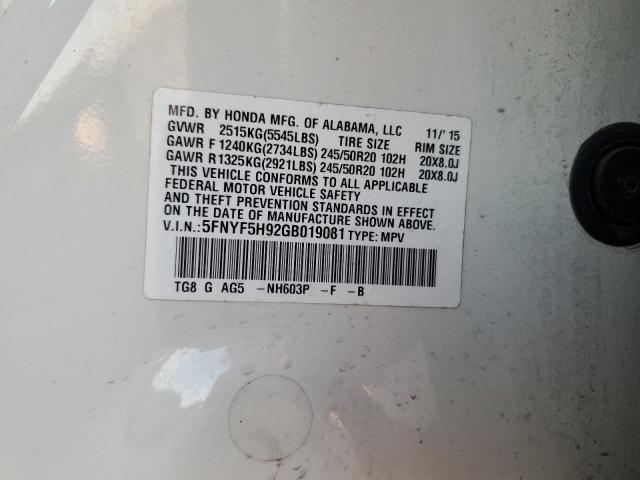 MFD. BY HONDA MFG. OF ALABAMA, LLC 11/'15
GVWR 2515KG(5545LBS) TIRE SIZE RIM SIZE
GAWR F 1240KG(2734LBS) 245/50R20 102H 20X8.0J
GAWR R 1325KG(2921LBS) 245/50R20 102H 20X8.0J
THIS VEHICLE CONFORMS TO ALL APPLICABLE
FEDERAL MOTOR VEHICLE SAFETY
AND THEFT PREVENTION STANDARDS IN EFFECT
ON THE DATE OF MANUFACTURE SHOWN ABOVE.
V.I.N.:5FNYF5H92GB019081 TYPE: MPV
TG8 G AG5 -NH603P -F -B